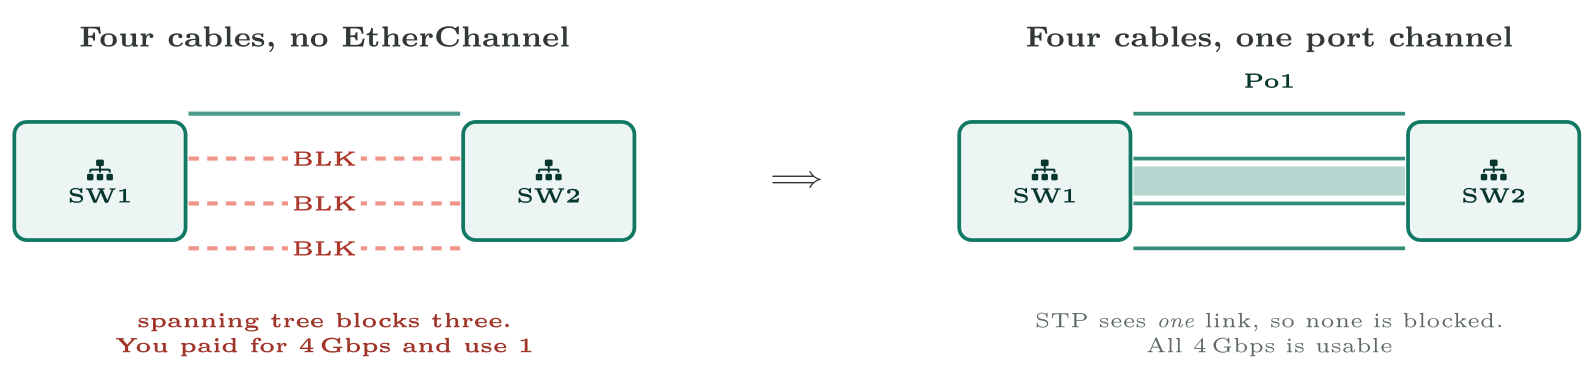 Four cables, no EtherChannel
SW1
BLK
BLK
BLK
SW2
spanning tree blocks three.
You paid for 4 Gbps and use 1
⟹
Four cables, one port channel
Po1
SW1
SW2
STP sees one link, so none is blocked.
All 4 Gbps is usable